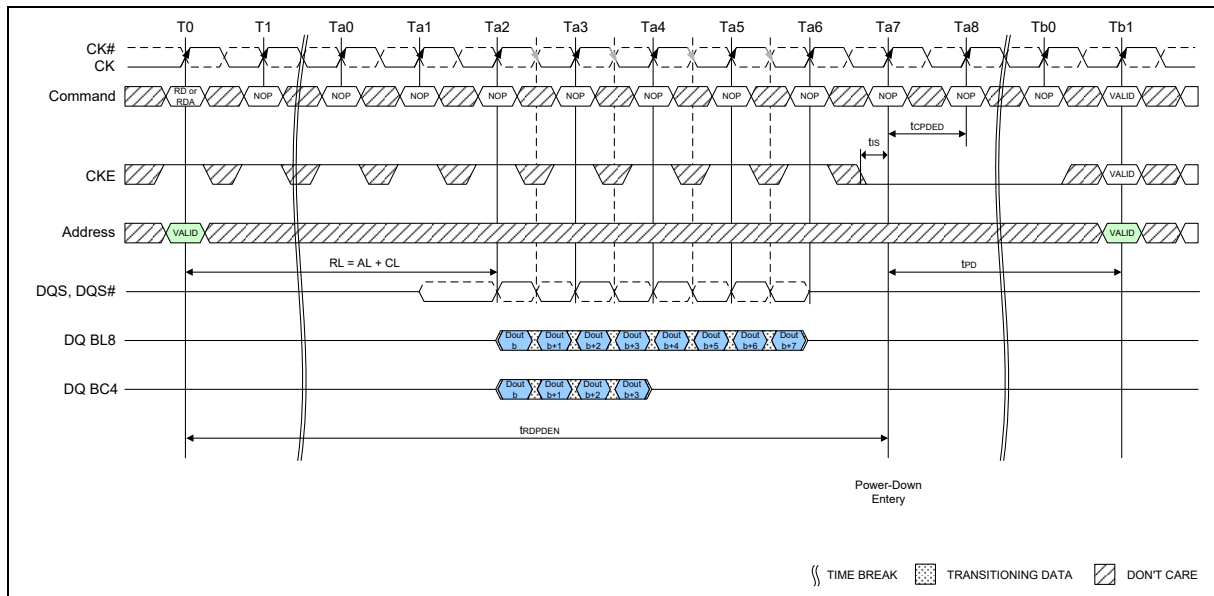 T0 T1 Ta0 Ta1 Ta2 Ta3 Ta4 Ta5 Ta6 Ta7 Ta8 Tb0 Tb1
CK#
CK
Command RD or RDA NOP NOP NOP NOP NOP NOP NOP NOP NOP NOP NOP VALID
tCPDED
tIS
CKE VALID
Address VALID VALID
RL = AL + CL tPD
DQS, DQS#
DQ BL8 Dout b Dout b+1 Dout b+2 Dout b+3 Dout b+4 Dout b+5 Dout b+6 Dout b+7
DQ BC4 Dout b Dout b+1 Dout b+2 Dout b+3
tRDPDEN
Power-Down
Entery
TIME BREAK TRANSITIONING DATA DON'T CARE